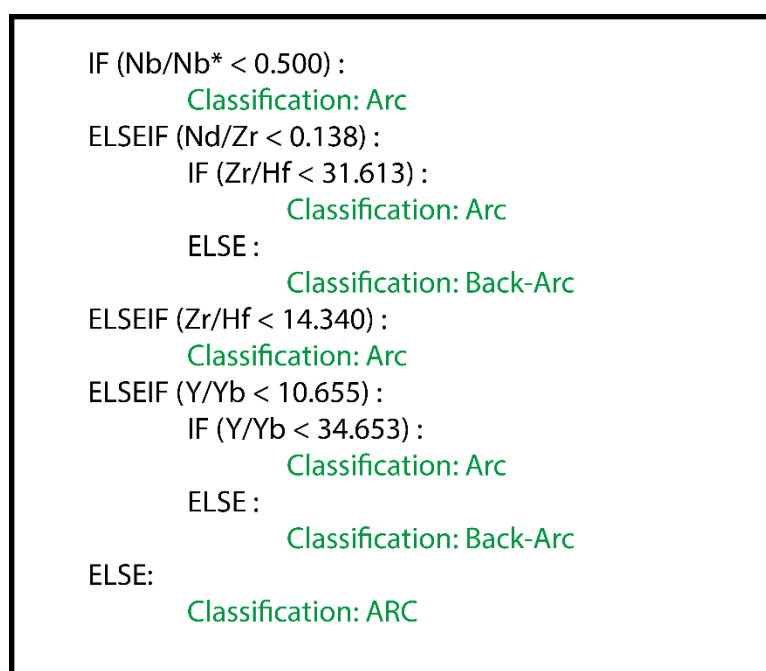 IF (Nb/Nb* < 0.500) :
Classification: Arc
ELSEIF (Nd/Zr < 0.138) :
IF (Zr/Hf < 31.613) :
Classification: Arc
ELSE :
Classification: Back-Arc
ELSEIF (Zr/Hf < 14.340) :
Classification: Arc
ELSEIF (Y/Yb < 10.655) :
IF (Y/Yb < 34.653) :
Classification: Arc
ELSE :
Classification: Back-Arc
ELSE:
Classification: ARC